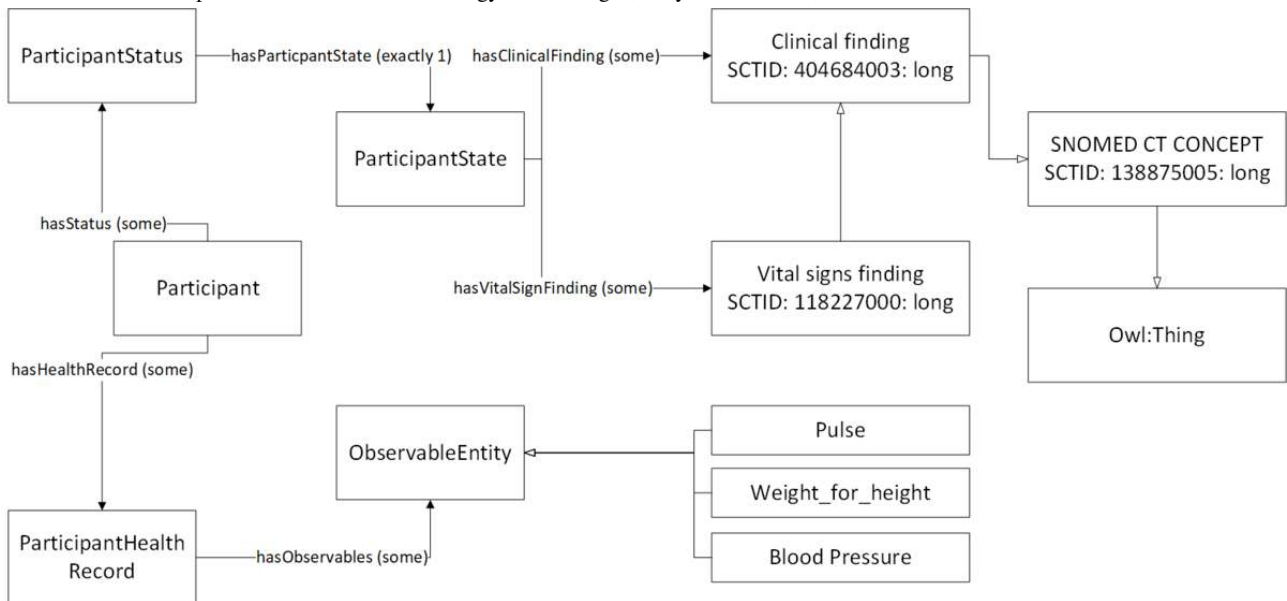 ParticipantStatus
hasParticpantState (exactly 1)
hasClinicalFinding (some)
Clinical finding
SCTID: 404684003: long
ParticipantState
SNOMED CT CONCEPT
SCTID: 138875005: long
hasStatus (some)
Participant
hasVitalSignFinding (some)
Vital signs finding
SCTID: 118227000: long
Owl:Thing
hasHealthRecord (some)
ObservableEntity
Pulse
Weight_for_height
Blood Pressure
ParticipantHealth
Record
hasObservables (some)